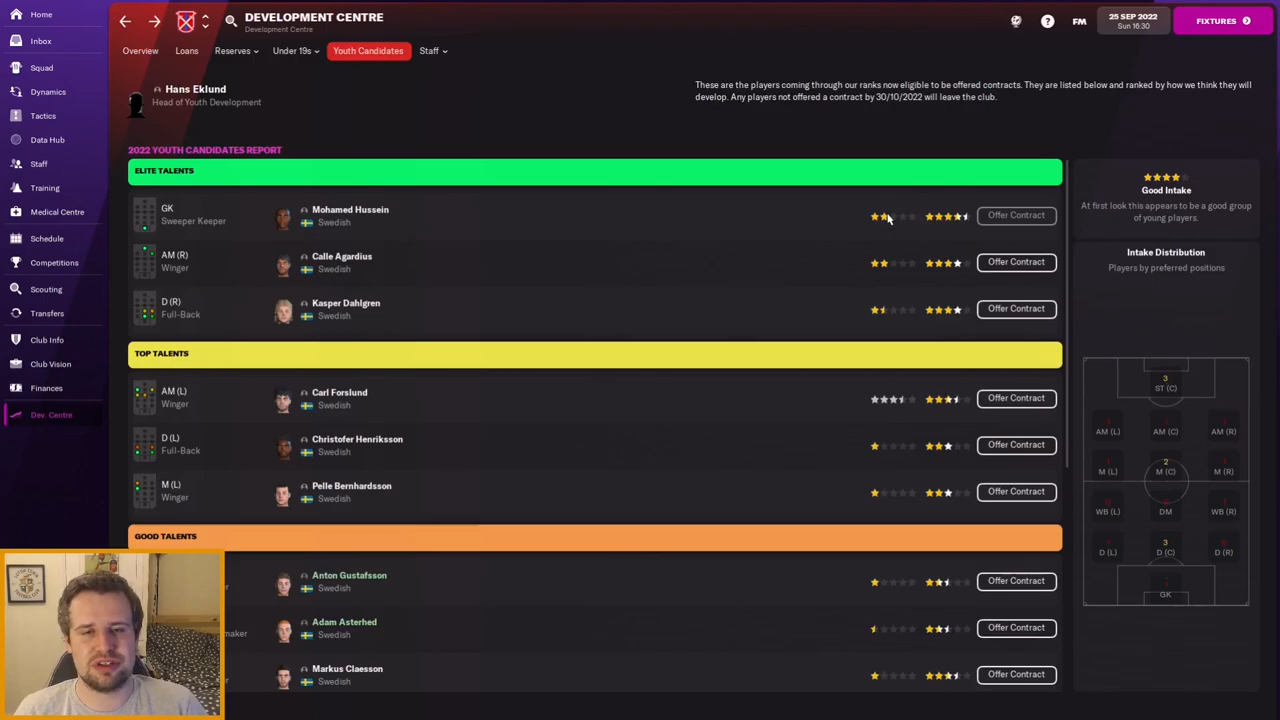 Home
Inbox
Squad
Dynamics
Tactics
Data Hub
Staff
Training
Medical Centre
Schedule
Competitions
Scouting
Transfers
Club Info
Club Vision
Finances
Dev. Centre
DEVELOPMENT CENTRE
Development Centre
FM
25 SEP 2022
Sun 16:30
FIXTURES
Overview Loans Reserves Under 19s Youth Candidates Staff
Hans Eklund
Head of Youth Development
These are the players coming through our ranks now eligible to be offered contracts. They are listed below and ranked by how we think they will
develop. Any players not offered a contract by 30/10/2022 will leave the club.
2022 YOUTH CANDIDATES REPORT
ELITE TALENTS
GK
Sweeper Keeper
Mohamed Hussein
Swedish
Offer Contract
AM (R)
Winger
Calle Agardius
Swedish
Offer Contract
D (R)
Full-Back
Kasper Dahlgren
Swedish
Offer Contract
TOP TALENTS
AM (L)
Winger
Carl Forslund
Swedish
Offer Contract
D (L)
Full-Back
Christofer Henriksson
Swedish
Offer Contract
M (L)
Winger
Pelle Bernhardsson
Swedish
Offer Contract
GOOD TALENTS
Anton Gustafsson
Swedish
Offer Contract
maker
Adam Asterhed
Swedish
Offer Contract
Markus Claesson
Swedish
Offer Contract
Good Intake
At first look this appears to be a good group
of young players.
Intake Distribution
Players by preferred positions
3
ST (C)
AM (L) AM (C) AM (R)
2
M (L) M (C) M (R)
WB (L) DM WB (R)
3
D (L) D (C) D (R)
GK